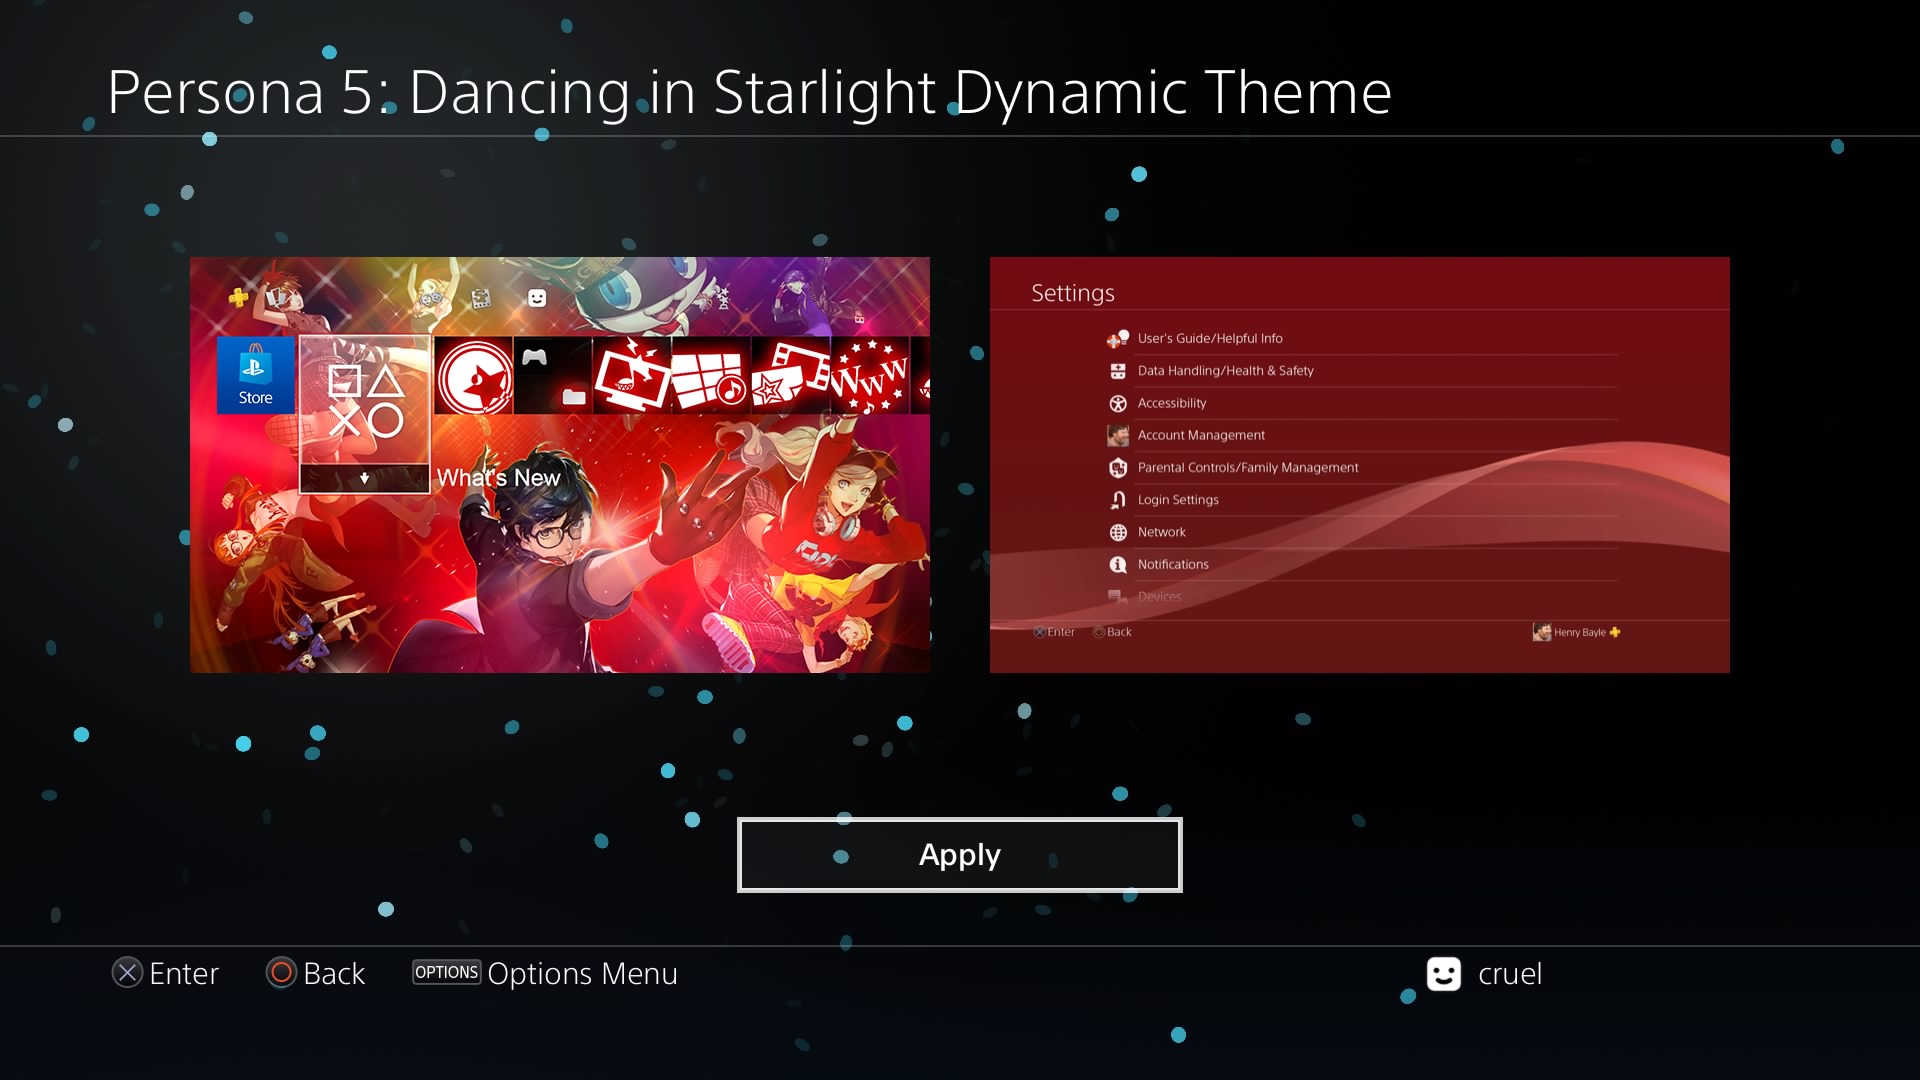 Persona 5: Dancing in Starlight Dynamic Theme
Store
What's New
WWW
Settings
User's Guide/Helpful Info
Data Handling/Health & Safety
Accessibility
Account Management
Parental Controls/Family Management
Login Settings
Network
Notifications
Devices
Enter
Back
Henry Bayle
Apply
Enter
Back
OPTIONS Options Menu
cruel